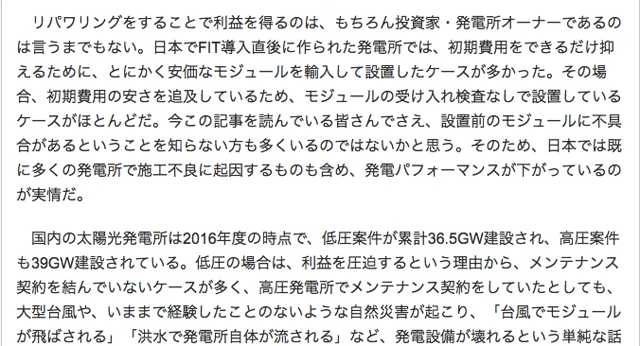 リパワリングをすることで利益を得るのは、もちろん投資家・発電所オーナーであるの
は言うまでもない。日本でFIT導入直後に作られた発電所では、初期費用をできるだけ抑
えるために、とにかく安価なモジュールを輸入して設置したケースが多かった。その場
合、初期費用の安さを追及しているため、モジュールの受け入れ検査なしで設置している
ケースがほとんどだ。今この記事を読んでいる皆さんでさえ、設置前のモジュールに不具
合があるということを知らない方も多くいるのではないかと思う。そのため、日本では既
に多くの発電所で施工不良に起因するものも含め、発電パフォーマンスが下がっているの
が実情だ。
国内の太陽光発電所は2016年度の時点で、低圧案件が累計36.5GW建設され、高圧案件
も39GW建設されている。低圧の場合は、利益を圧迫するという理由から、メンテナンス
契約を結んでいないケースが多く、高圧発電所でメンテナンス契約をしていたとしても、
大型台風や、いままで経験したことのないような自然災害が起こり、「台風でモジュール
が飛ばされる」「洪水で発電所自体が流される」など、発電設備が壊れるという単純な話